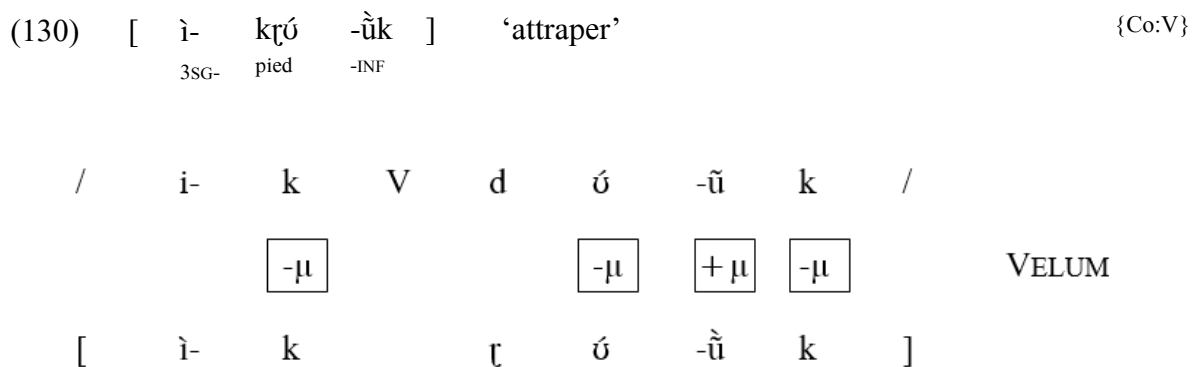 (130) [ ì- kɽʊ́ -ṹ̀k ] ‘attraper’ {Co:V}
3SG- pied -INF
/ i- k V d ʊ́ -ũ k /
-µ -µ +µ -µ VELUM
[ ì- k ɽ ʊ́ -ũ̀ k ]